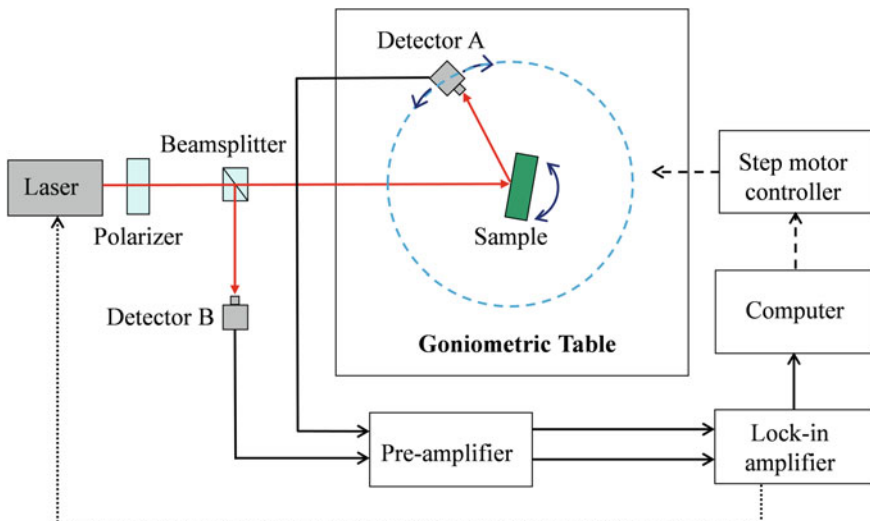 Detector A
Beamsplitter
Laser
Polarizer
Sample
Step motor
controller
Detector B
Computer
Goniometric Table
Pre-amplifier
Lock-in
amplifier